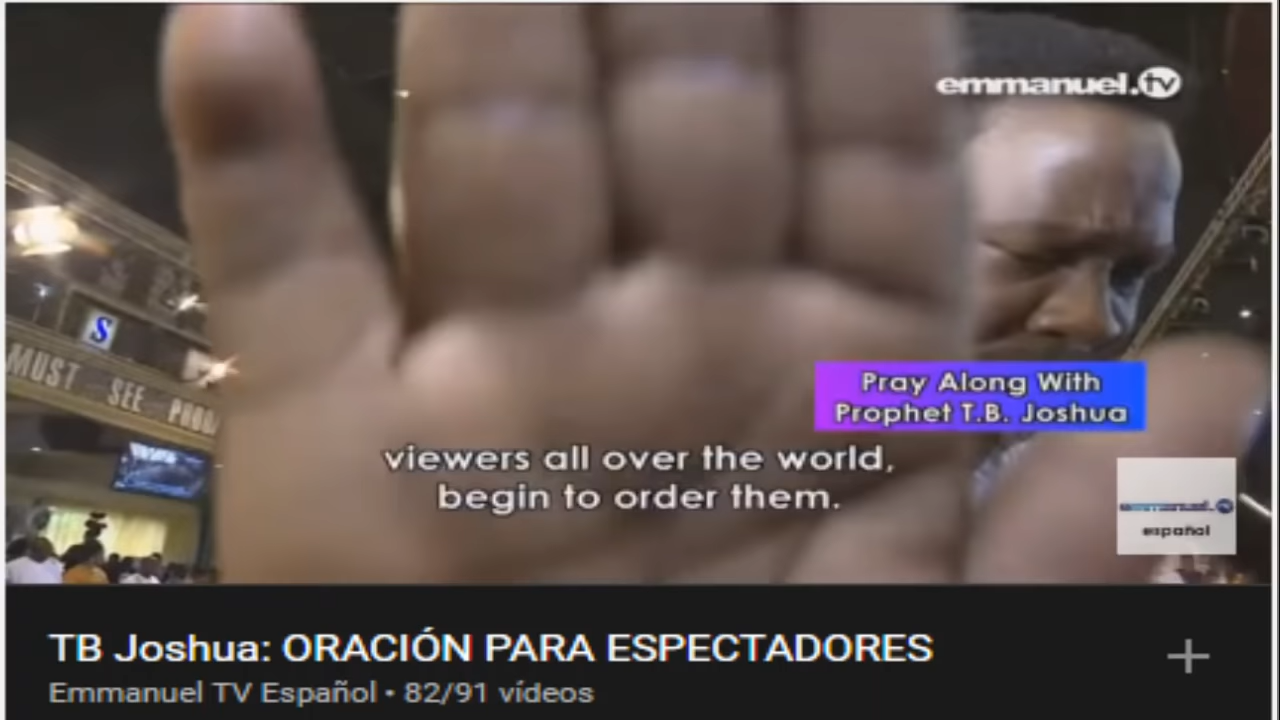 emmanuel.tv
S
MUST SEE
Pray Along With
Prophet T.B. Joshua
viewers all over the world,
begin to order them.
emmanuel.tv
español
TB Joshua: ORACIÓN PARA ESPECTADORES
Emmanuel TV Español • 82/91 vídeos